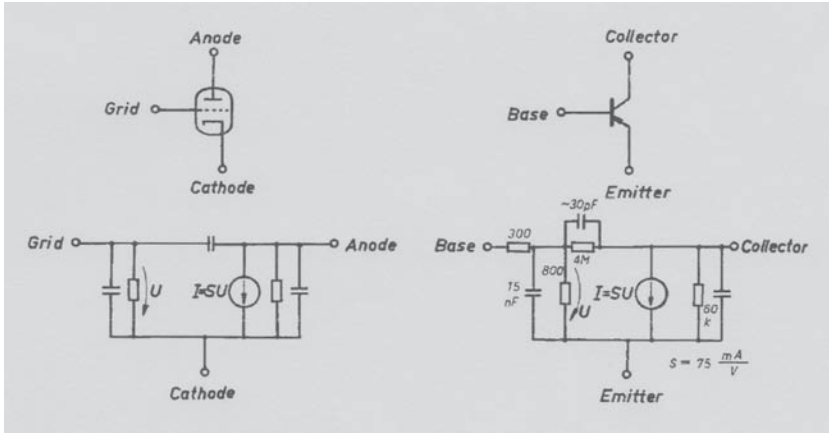 Anode
Grid
Cathode
Collector
Base
Emitter
Grid
Anode
U
I=SU
Cathode
~30pF
300
Base
4M
Collector
800
15
nF
U
I=SU
60
k
S = 75 mA
V
Emitter